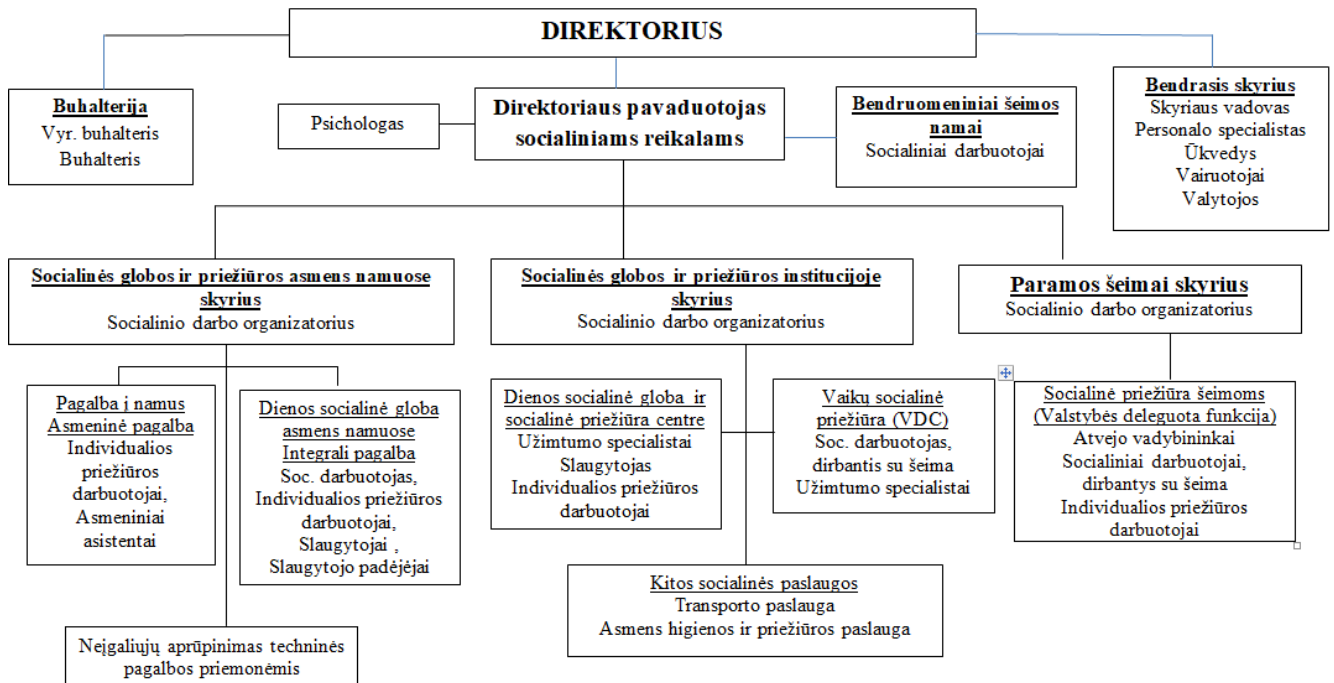 DIREKTORIUS
Buhalterija
Vyr. buhalteris
Buhalteris
Psichologas
Direktoriaus pavaduotojas
socialiniams reikalams
Bendruomeniniai šeimos
namai
Socialiniai darbuotojai
Bendrasis skyrius
Skyriaus vadovas
Personalo specialistas
Ūkvedys
Vairuotojai
Valytojos
Socialinės globos ir priežiūros asmens namuose
skyrius
Socialinio darbo organizatorius
Socialinės globos ir priežiūros institucijoje
skyrius
Socialinio darbo organizatorius
Paramos šeimai skyrius
Socialinio darbo organizatorius
Pagalba į namus
Asmeninė pagalba
Individualios
priežiūros
darbuotojai,
Asmeniniai
asistentai
Dienos socialinė globa
asmens namuose
Integrali pagalba
Soc. darbuotojas,
Individualios priežiūros
darbuotojai,
Slaugytojai ,
Slaugytojo padėjėjai
Dienos socialinė globa ir
socialinė priežiūra centre
Užimtumo specialistai
Slaugytojas
Individualios priežiūros
darbuotojai
Vaikų socialinė
priežiūra (VDC)
Soc. darbuotojas,
dirbantis su šeima
Užimtumo specialistai
Socialinė priežiūra šeimoms
(Valstybės deleguota funkcija)
Atvejo vadybininkai
Socialiniai darbuotojai,
dirbantys su šeima
Individualios priežiūros
darbuotojai
Kitos socialinės paslaugos
Transporto paslauga
Asmens higienos ir priežiūros paslauga
Neįgaliųjų aprūpinimas techninės
pagalbos priemonėmis